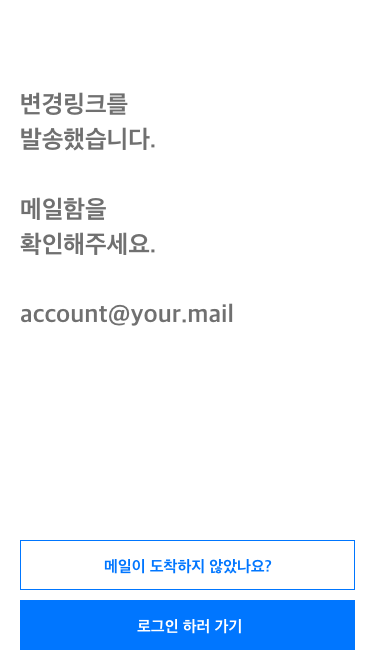 변경링크를
발송했습니다.
메일함을
확인해주세요.
account@your.mail
메일이 도착하지 않았나요?
로그인 하러 가기